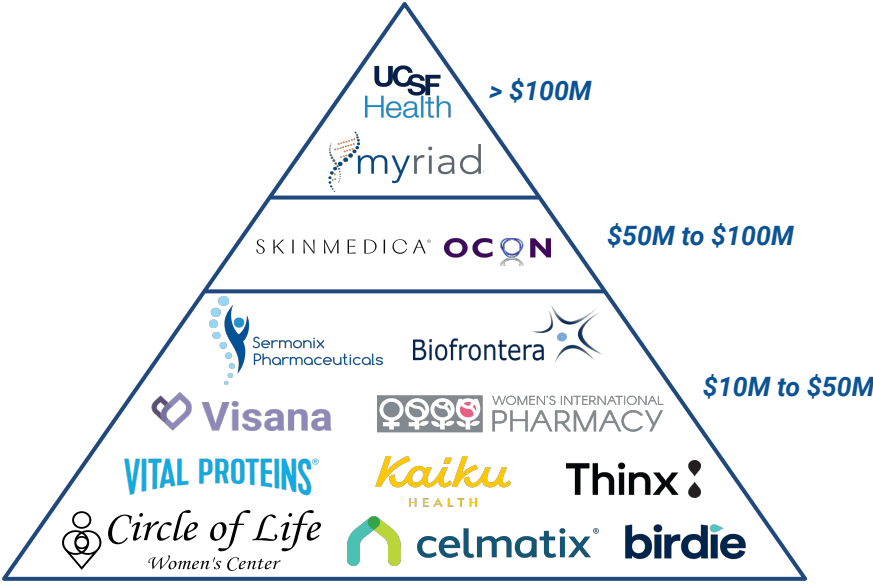 UCSF
Health
> $100M
myriad
SKINMEDICA® OCON
$50M to $100M
Sermonix
Pharmaceuticals
Biofrontera
$10M to $50M
Visana
WOMEN'S INTERNATIONAL
PHARMACY
VITAL PROTEINS®
Kaiku
HEALTH
Thinx
Circle of Life
Women's Center
celmatix®
birdie